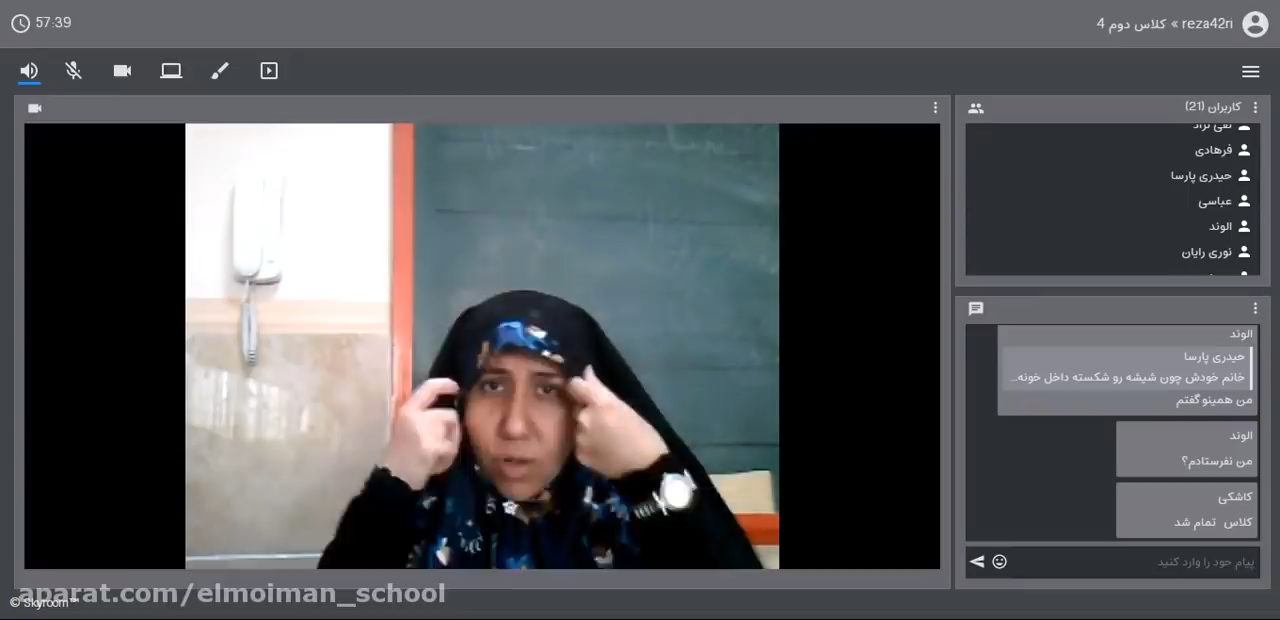 57:39
reza42ri » کلاس دوم 4
کاربران (21)
فرهادی
حیدری پارسا
عباسی
الوند
نوری رایان
الوند
حیدری پارسا
خانم خودش چون شیشه رو شکسته داخل خونه...
من همینو گفتم
الوند
من نفرستادم؟
کاشکی
کلاس تمام شد
پیام خود را وارد کنید
aparat.com/elmoiman_school
© Skyroom™